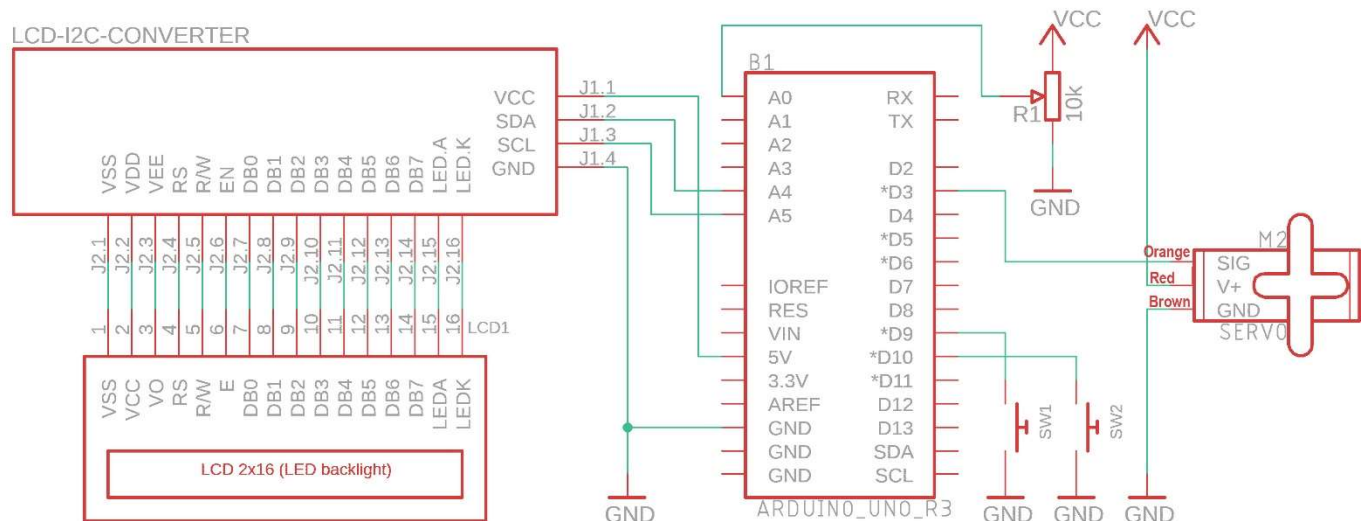 LCD-I2C-CONVERTER
VCC
SDA
SCL
GND
J1.1
J1.2
J1.3
J1.4
VSS
VDD
VEE
RS
R/W
EN
DB0
DB1
DB2
DB3
DB4
DB5
DB6
DB7
LED.A
LED.K
J2.1
J2.2
J2.3
J2.4
J2.5
J2.6
J2.7
J2.8
J2.9
J2.10
J2.11
J2.12
J2.13
J2.14
J2.15
J2.16
1
2
3
4
5
6
7
8
9
10
11
12
13
14
15
16
LCD1
VSS
VCC
VO
RS
R/W
E
DB0
DB1
DB2
DB3
DB4
DB5
DB6
DB7
LEDA
LEDK
LCD 2x16 (LED backlight)
GND
B1
A0
A1
A2
A3
A4
A5
IOREF
RES
VIN
5V
3.3V
AREF
GND
GND
GND
RX
TX
D2
*D3
D4
*D5
*D6
D7
D8
*D9
*D10
*D11
D12
D13
SDA
SCL
ARDUINO_UNO_R3
VCC
R1
10k
GND
SW1
GND
SW2
GND
VCC
GND
Orange
Red
Brown
M2
SIG
V+
GND
SERVO